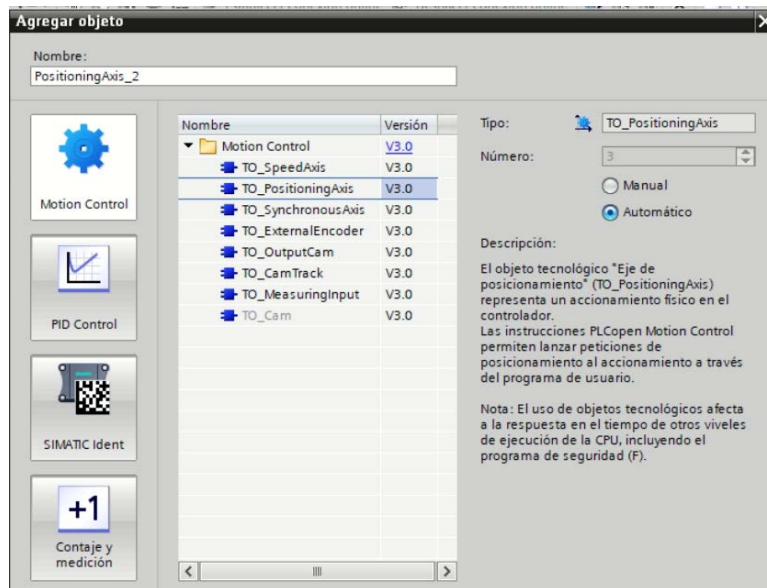 Agregar objeto
Nombre:
PositioningAxis_2
Motion Control
PID Control
SIMATIC Ident
+1
Contaje y
medición
Nombre Versión
Motion Control V3.0
TO_SpeedAxis V3.0
TO_PositioningAxis V3.0
TO_SynchronousAxis V3.0
TO_ExternalEncoder V3.0
TO_OutputCam V3.0
TO_CamTrack V3.0
TO_MeasuringInput V3.0
TO_Cam V3.0
Tipo: TO_PositioningAxis
Número: 3
Manual
Automático
Descripción:
El objeto tecnológico "Eje de
posicionamiento" (TO_PositioningAxis)
representa un accionamiento físico en el
controlador.
Las instrucciones PLCopen Motion Control
permiten lanzar peticiones de
posicionamiento al accionamiento a través
del programa de usuario.
Nota: El uso de objetos tecnológicos afecta
a la respuesta en el tiempo de otros viveles
de ejecución de la CPU, incluyendo el
programa de seguridad (F).